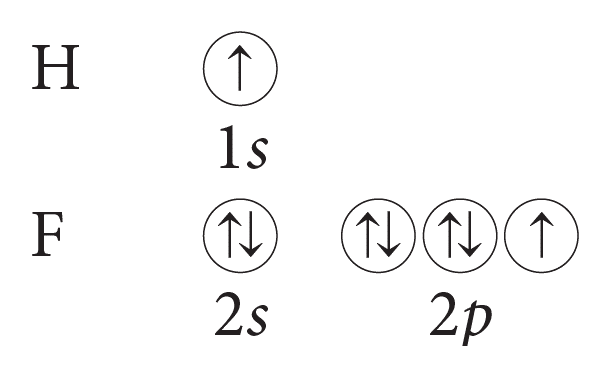 H ↑
1s
F ↑↓ ↑↓ ↑↓ ↑
2s 2p